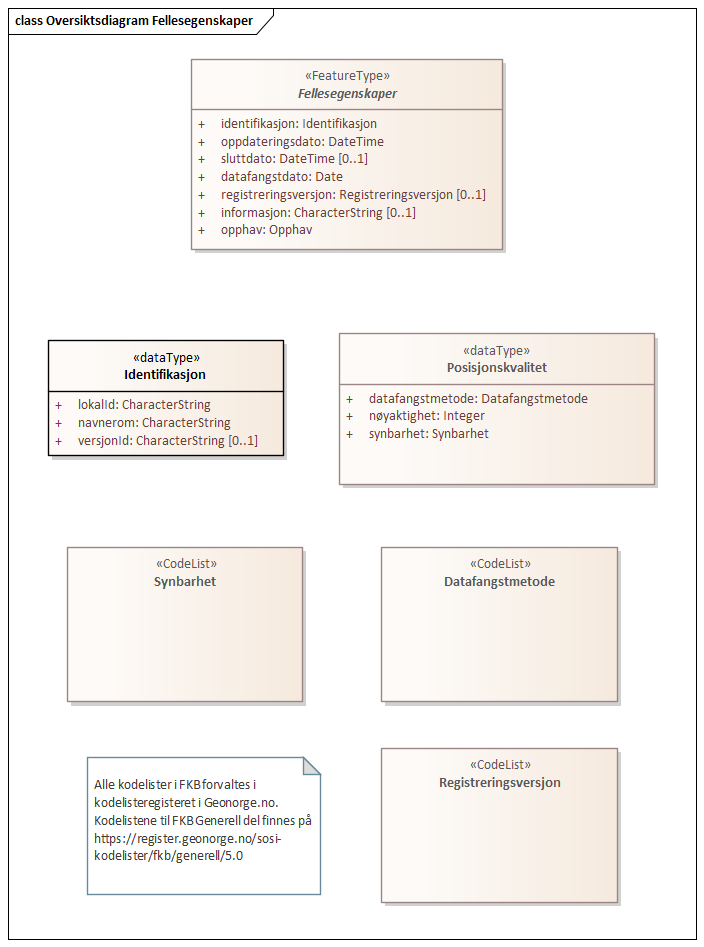 class Oversiktsdiagram Fellesegenskaper
«FeatureType»
Fellesegenskaper
+ identifikasjon: Identifikasjon
+ oppdateringsdato: DateTime
+ sluttdato: DateTime [0..1]
+ datafangstdato: Date
+ registreringsversjon: Registreringsversjon [0..1]
+ informasjon: CharacterString [0..1]
+ opphav: Opphav
«dataType»
Identifikasjon
+ lokalId: CharacterString
+ navnerom: CharacterString
+ versjonId: CharacterString [0..1]
«dataType»
Posisjonskvalitet
+ datafangstmetode: Datafangstmetode
+ nøyaktighet: Integer
+ synbarhet: Synbarhet
«CodeList»
Synbarhet
«CodeList»
Datafangstmetode
Alle kodelister i FKB forvaltes i
kodelisteregisteret i Geonorge.no.
Kodelistene til FKB Generell del finnes på
https://register.geonorge.no/sosi-
kodelister/fkb/generell/5.0
«CodeList»
Registreringsversjon